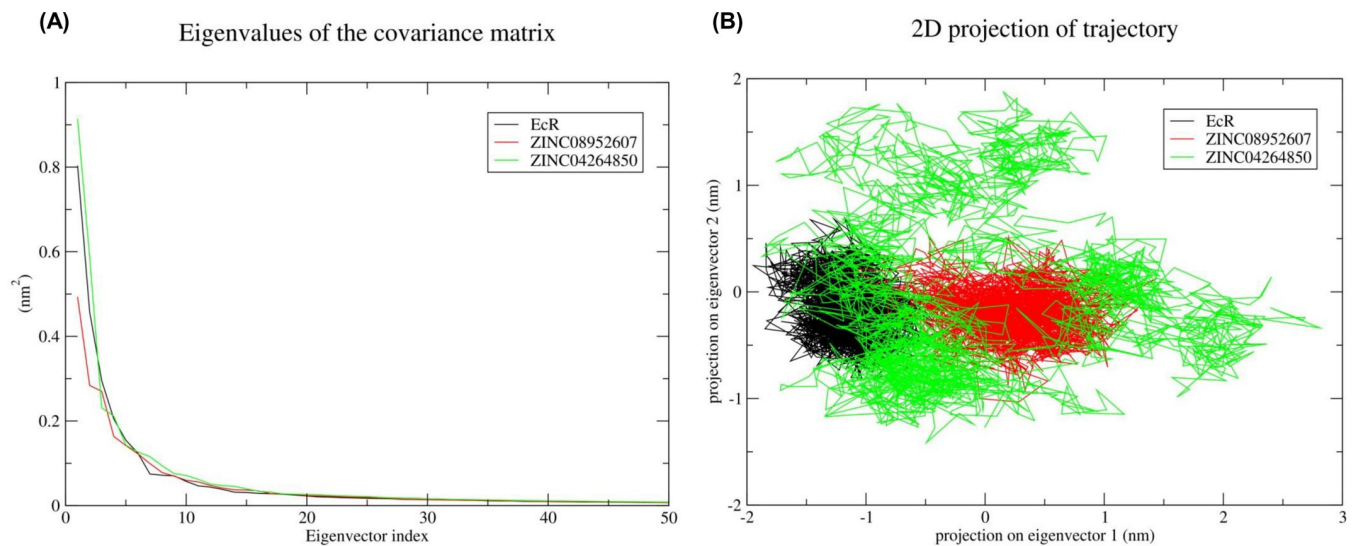 (A)
Eigenvalues of the covariance matrix
1
0.8
0.6
0.4
0.2
0
(nm²)
EcR
ZINC08952607
ZINC04264850
0 10 20 30 40 50
Eigenvector index
(B)
2D projection of trajectory
2
1
0
-1
-2
projection on eigenvector 2 (nm)
EcR
ZINC08952607
ZINC04264850
-2 -1 0 1 2 3
projection on eigenvector 1 (nm)